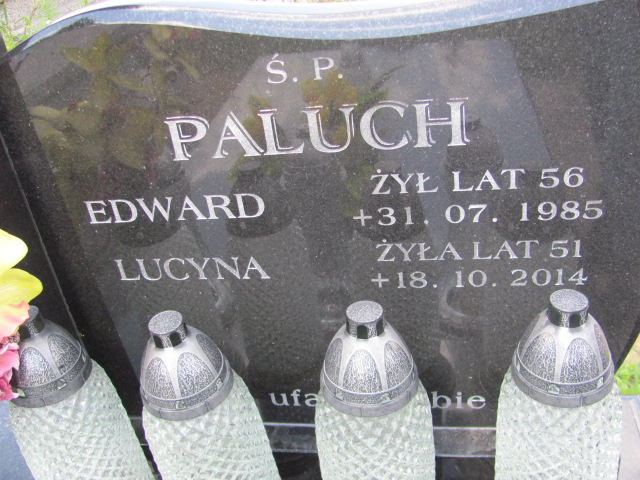 Ś. P.
PALUCH
EDWARD ŻYŁ LAT 56
+31. 07. 1985
LUCYNA ŻYŁA LAT 51
+18. 10. 2014